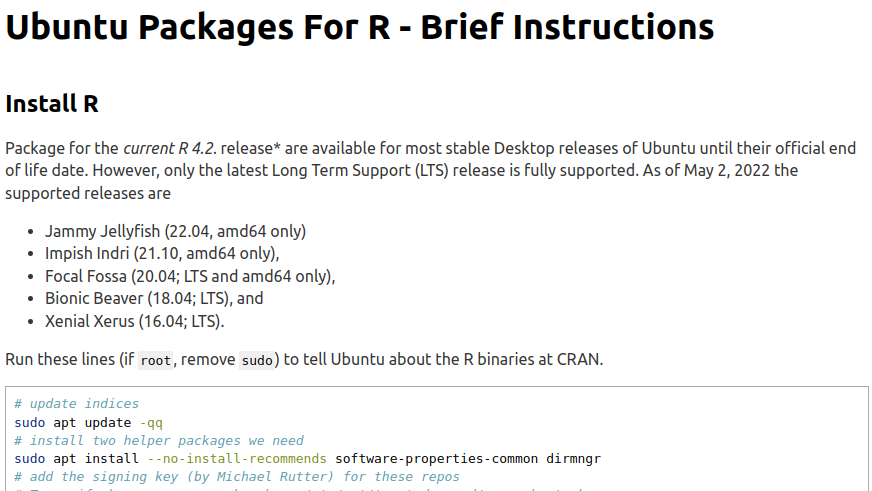 Ubuntu Packages For R - Brief Instructions
Install R
Package for the current R 4.2. release* are available for most stable Desktop releases of Ubuntu until their official end
of life date. However, only the latest Long Term Support (LTS) release is fully supported. As of May 2, 2022 the
supported releases are
• Jammy Jellyfish (22.04, amd64 only)
• Impish Indri (21.10, amd64 only),
• Focal Fossa (20.04; LTS and amd64 only),
• Bionic Beaver (18.04; LTS), and
• Xenial Xerus (16.04; LTS).
Run these lines (if root, remove sudo) to tell Ubuntu about the R binaries at CRAN.
# update indices
sudo apt update -qq
# install two helper packages we need
sudo apt install --no-install-recommends software-properties-common dirmngr
# add the signing key (by Michael Rutter) for these repos